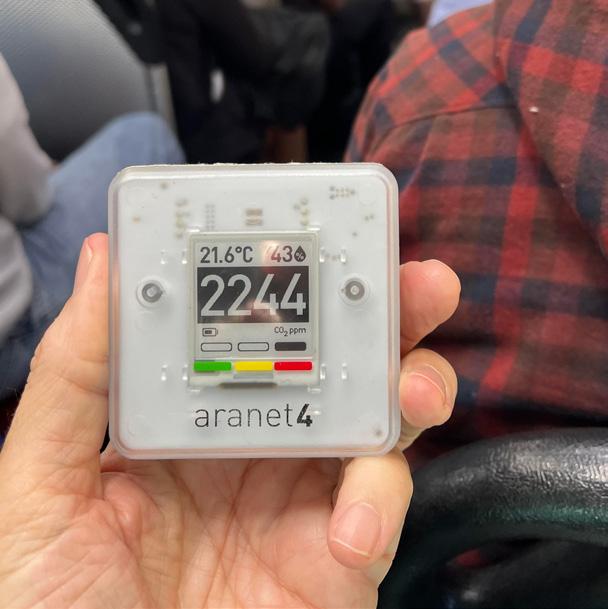 21.6°C 43%
2244
CO₂ ppm
aranet4